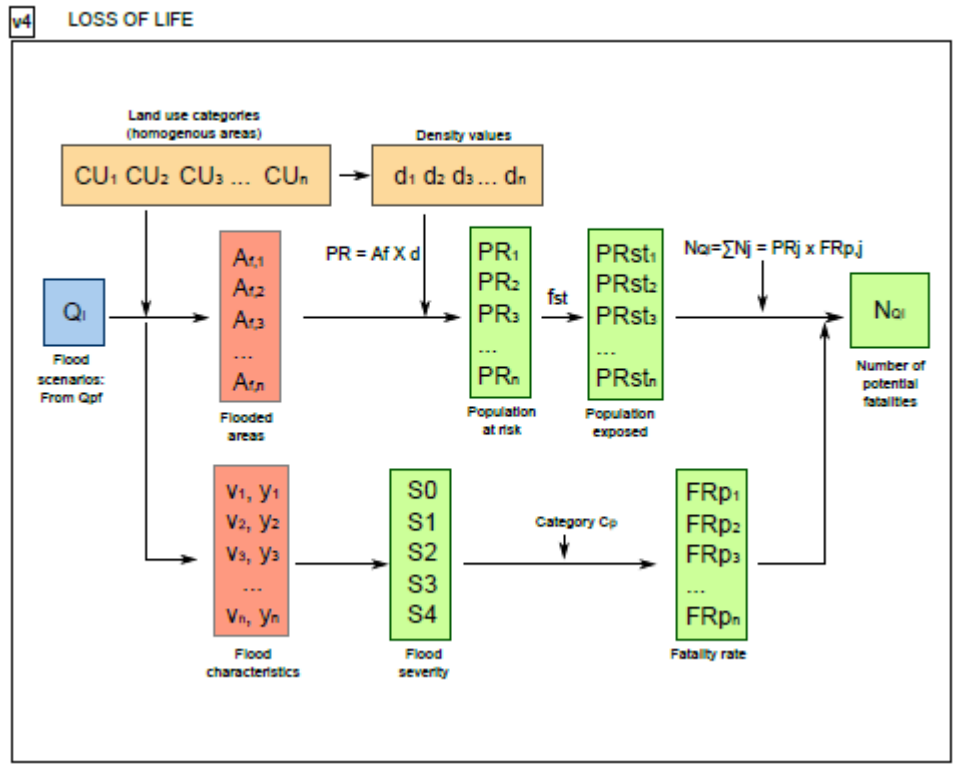 v4 LOSS OF LIFE
Land use categories
(homogenous areas)
Density values
CU₁ CU₂ CU₃ ... CUₙ
d₁ d₂ d₃ ... dₙ
PR = Af X d
NQI=∑Nj = PRj x FRp,j
Af,1
Af,2
Af,3
...
Af,n
PR₁
PR₂
PR₃
...
PRₙ
fst
PRst₁
PRst₂
PRst₃
...
PRstₙ
QI
NQI
Flood
scenarios:
From Qpf
Flooded
areas
Population
at risk
Population
exposed
Number of
potential
fatalities
v₁, y₁
v₂, y₂
v₃, y₃
...
vₙ, yₙ
S0
S1
S2
S3
S4
Category Cp
FRp₁
FRp₂
FRp₃
...
FRpₙ
Flood
characteristics
Flood
severity
Fatality rate